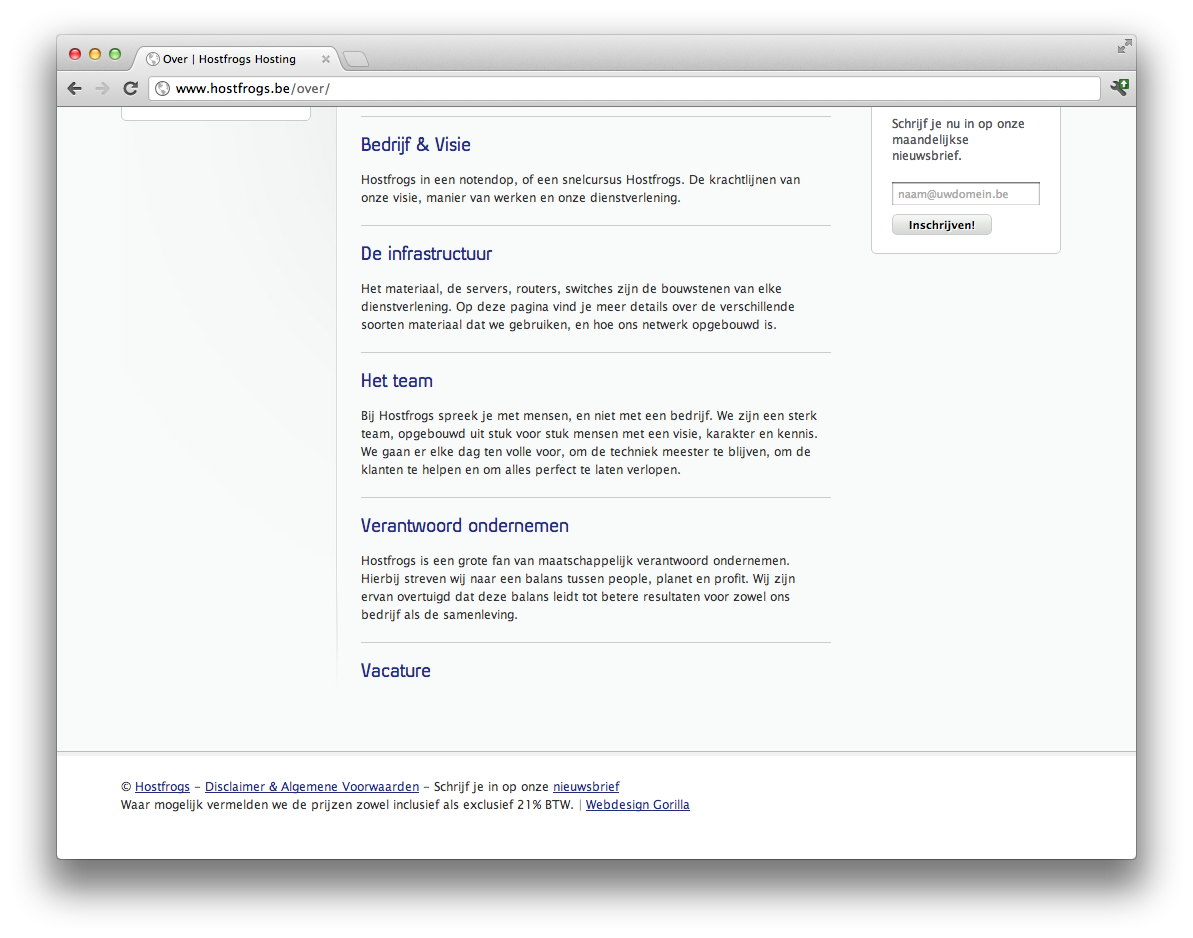 Over | Hostfrogs Hosting
www.hostfrogs.be/over/
Bedrijf & Visie
Hostfrogs in een notendop, of een snelcursus Hostfrogs. De krachtlijnen van
onze visie, manier van werken en onze dienstverlening.
De infrastructuur
Het materiaal, de servers, routers, switches zijn de bouwstenen van elke
dienstverlening. Op deze pagina vind je meer details over de verschillende
soorten materiaal dat we gebruiken, en hoe ons netwerk opgebouwd is.
Het team
Bij Hostfrogs spreek je met mensen, en niet met een bedrijf. We zijn een sterk
team, opgebouwd uit stuk voor stuk mensen met een visie, karakter en kennis.
We gaan er elke dag ten volle voor, om de techniek meester te blijven, om de
klanten te helpen en om alles perfect te laten verlopen.
Verantwoord ondernemen
Hostfrogs is een grote fan van maatschappelijk verantwoord ondernemen.
Hierbij streven wij naar een balans tussen people, planet en profit. Wij zijn
ervan overtuigd dat deze balans leidt tot betere resultaten voor zowel ons
bedrijf als de samenleving.
Vacature
Schrijf je nu in op onze
maandelijkse
nieuwsbrief.
naam@uwdomein.be
Inschrijven!
© Hostfrogs – Disclaimer & Algemene Voorwaarden – Schrijf je in op onze nieuwsbrief
Waar mogelijk vermelden we de prijzen zowel inclusief als exclusief 21% BTW. | Webdesign Gorilla